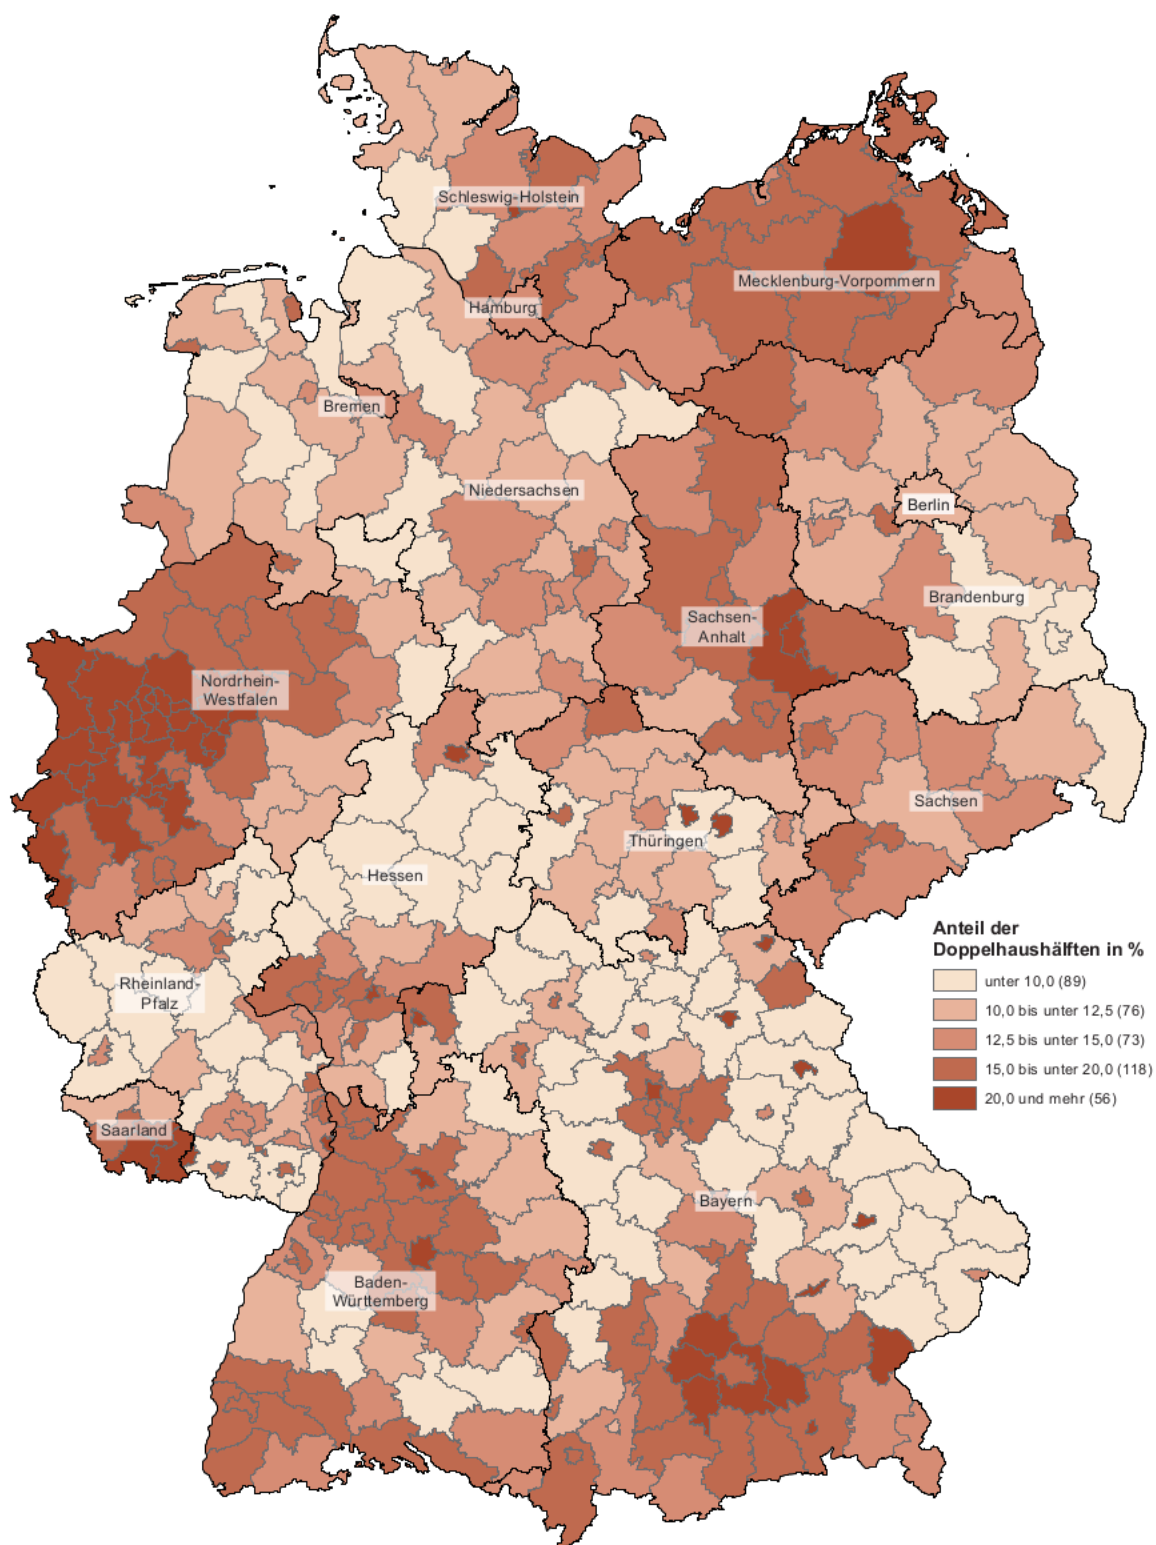 Schleswig-Holstein
Mecklenburg-Vorpommern
Hamburg
Bremen
Niedersachsen
Berlin
Brandenburg
Sachsen-
Anhalt
Nordrhein-
Westfalen
Sachsen
Thüringen
Hessen
Rheinland-
Pfalz
Saarland
Bayern
Baden-
Württemberg
Anteil der
Doppelhaushälften in %
unter 10,0 (89)
10,0 bis unter 12,5 (76)
12,5 bis unter 15,0 (73)
15,0 bis unter 20,0 (118)
20,0 und mehr (56)